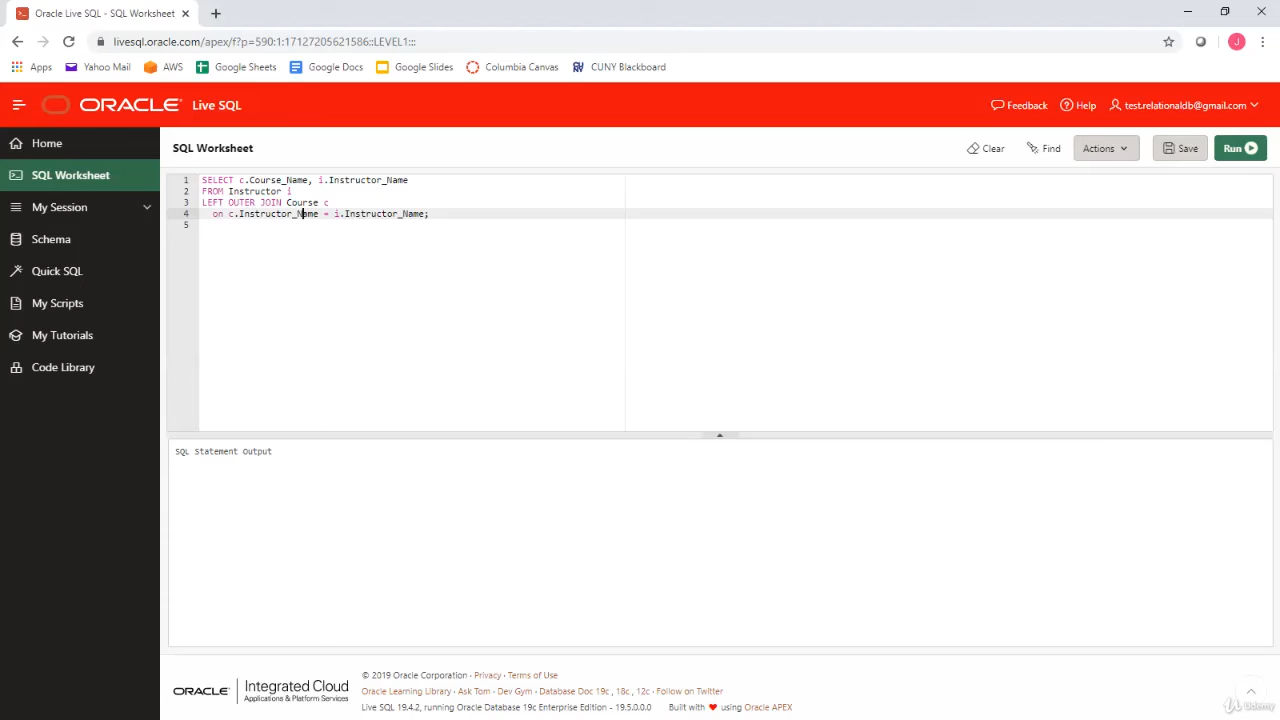 Oracle Live SQL - SQL Worksheet
livesql.oracle.com/apex/f?p=590:1:17127205621586::LEVEL1:::
J
Apps Yahoo Mail AWS Google Sheets Google Docs Google Slides Columbia Canvas CUNY Blackboard
ORACLE Live SQL
Feedback Help test.relationaldb@gmail.com
Home
SQL Worksheet
My Session
Schema
Quick SQL
My Scripts
My Tutorials
Code Library
SQL Worksheet
Clear Find Actions Save Run
1 SELECT c.Course_Name, i.Instructor_Name
2 FROM Instructor i
3 LEFT OUTER JOIN Course c
4 on c.Instructor_Name = i.Instructor_Name;
5
SQL Statement Output
ORACLE Integrated Cloud
Applications & Platform Services
© 2019 Oracle Corporation · Privacy · Terms of Use
Oracle Learning Library · Ask Tom · Dev Gym · Database Doc 19c, 18c, 12c · Follow on Twitter
Live SQL 19.4.2, running Oracle Database 19c Enterprise Edition - 19.5.0.0.0 Built with ❤ using Oracle APEX
Udemy